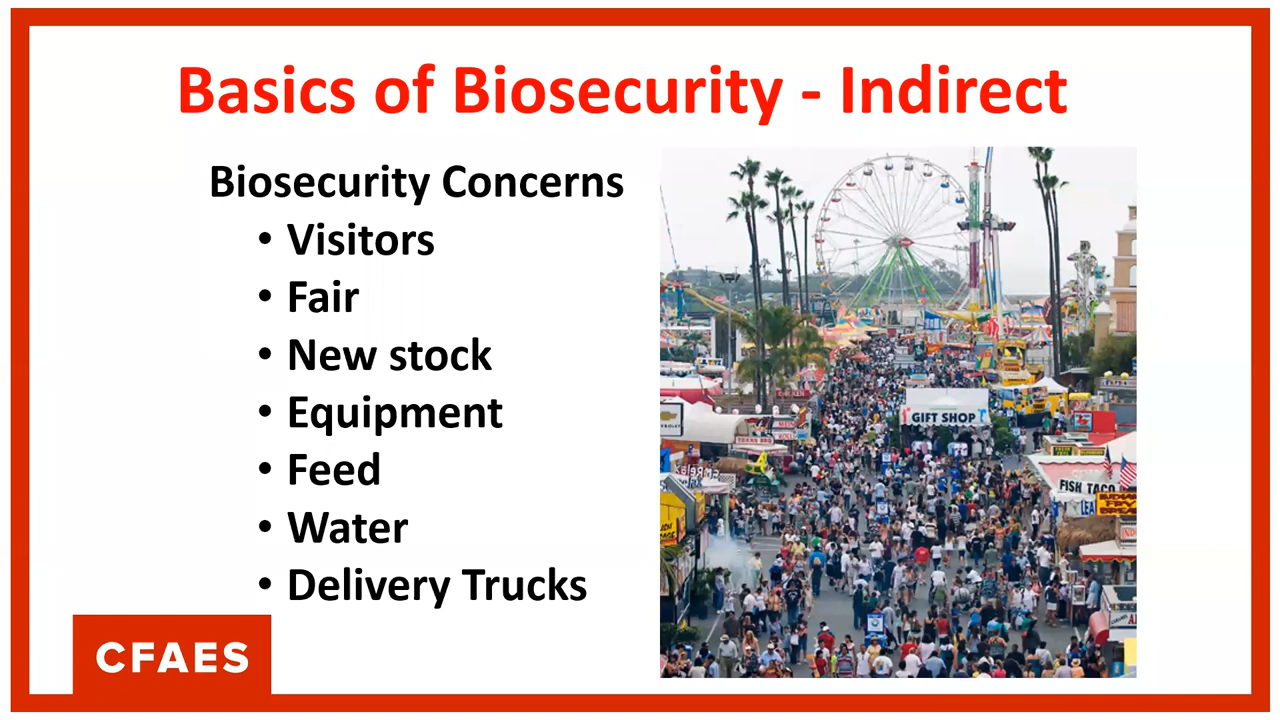 Basics of Biosecurity - Indirect
Biosecurity Concerns
• Visitors
• Fair
• New stock
• Equipment
• Feed
• Water
• Delivery Trucks
GIFT SHOP
FISH TACO
CFAES